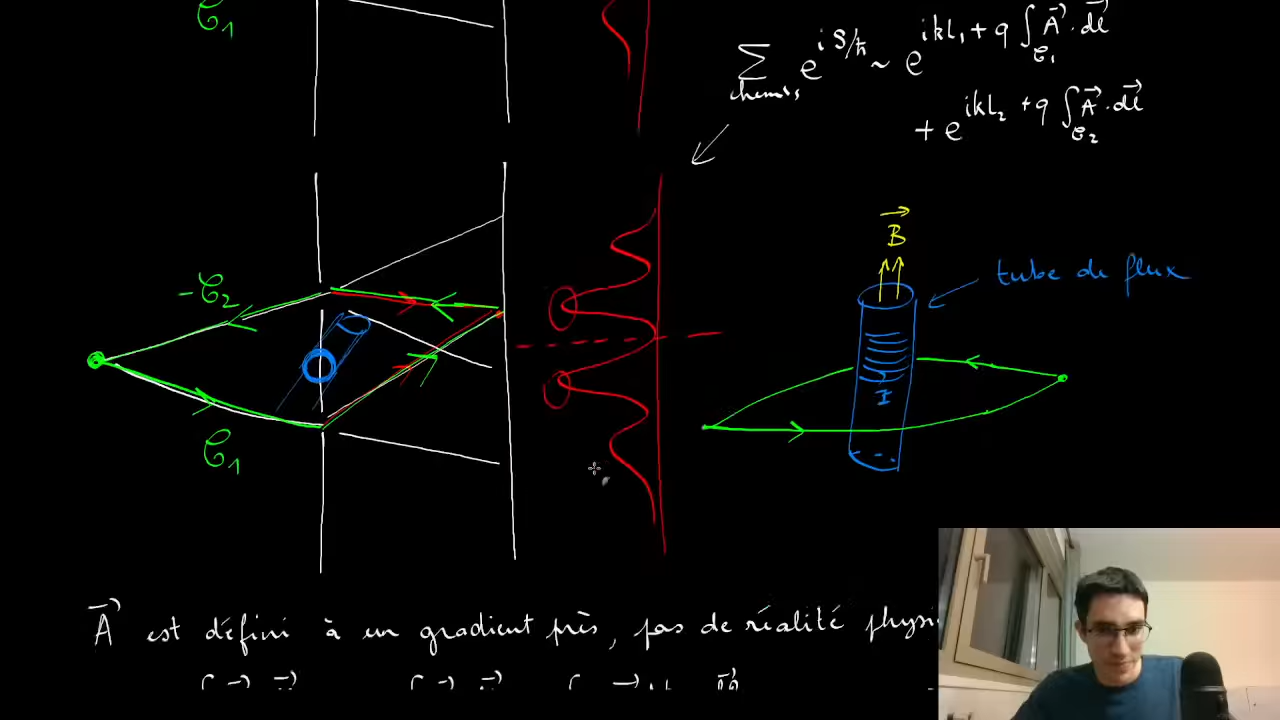 𝒞₁
∑ e^{i S/ħ} ~ e^{ikL₁ + q ∫_{𝒞₁} A⃗·dl⃗}
chemins
+ e^{ikL₂ + q ∫_{𝒞₂} A⃗·dl⃗}
B⃗
tube de flux
-𝒞₂
I
𝒞₁
A⃗ est défini à un gradient près, pas de réalité physi